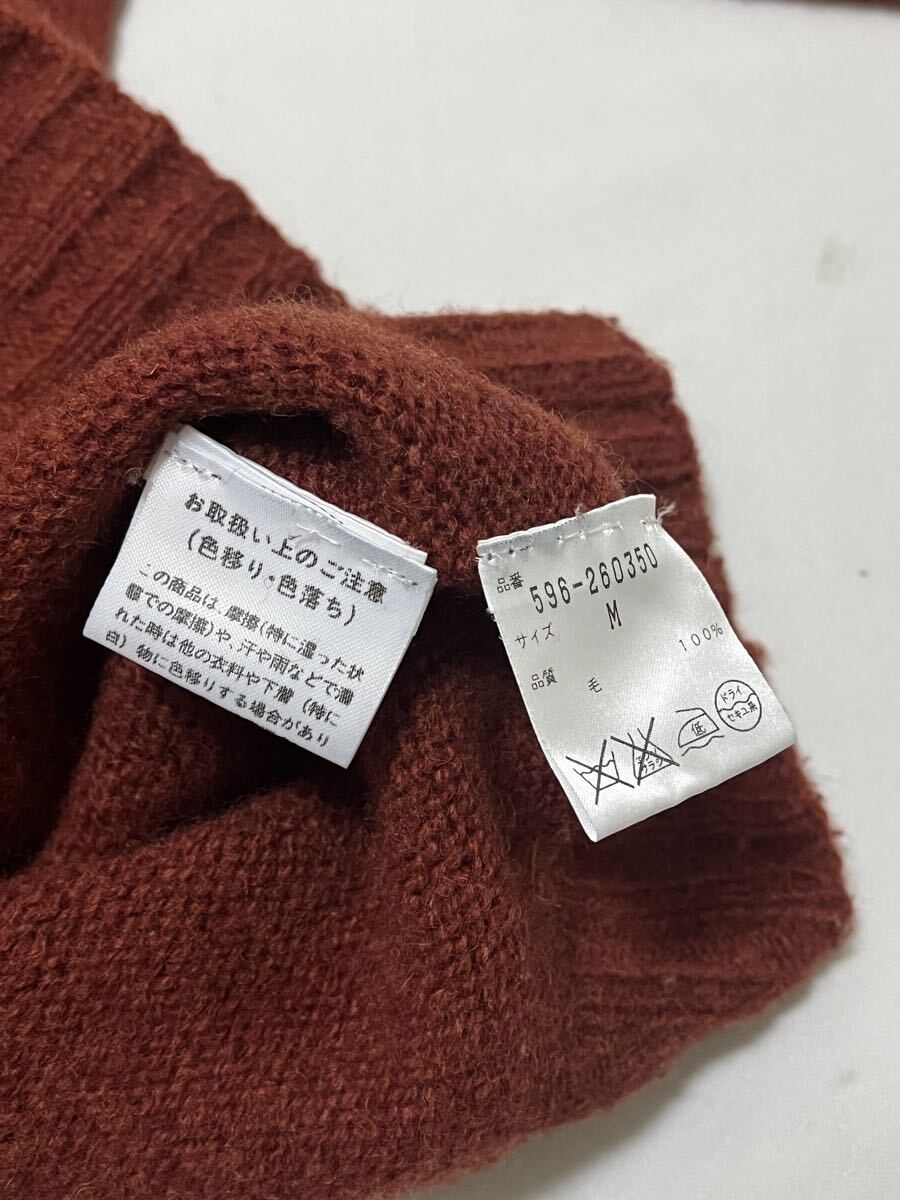 お取扱い上のご注意
(色移り・色落ち)
この商品は、摩擦(特に湿った状
態での摩擦)や、汗や雨などで濡
れた時は他の衣料や下着(特に
白)物に色移りする場合があり
品番
596-260350
サイズ M
品質 毛 100%
低
ドライ
セキユ系